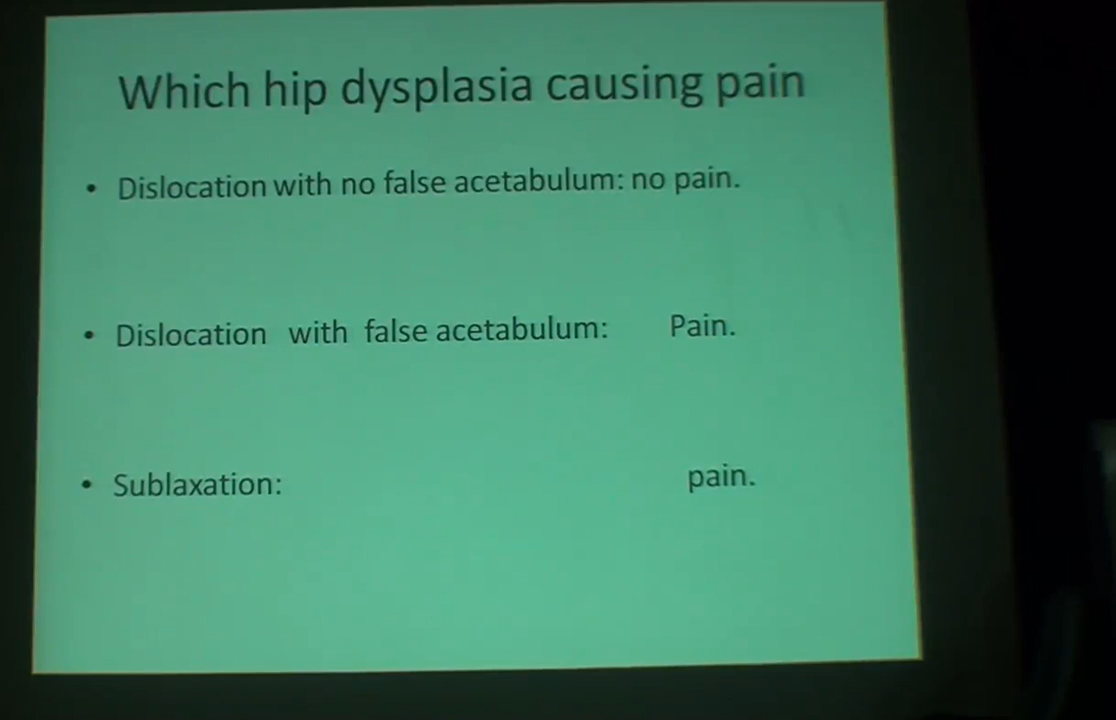 Which hip dysplasia causing pain
• Dislocation with no false acetabulum: no pain.
• Dislocation with false acetabulum: Pain.
• Sublaxation: pain.